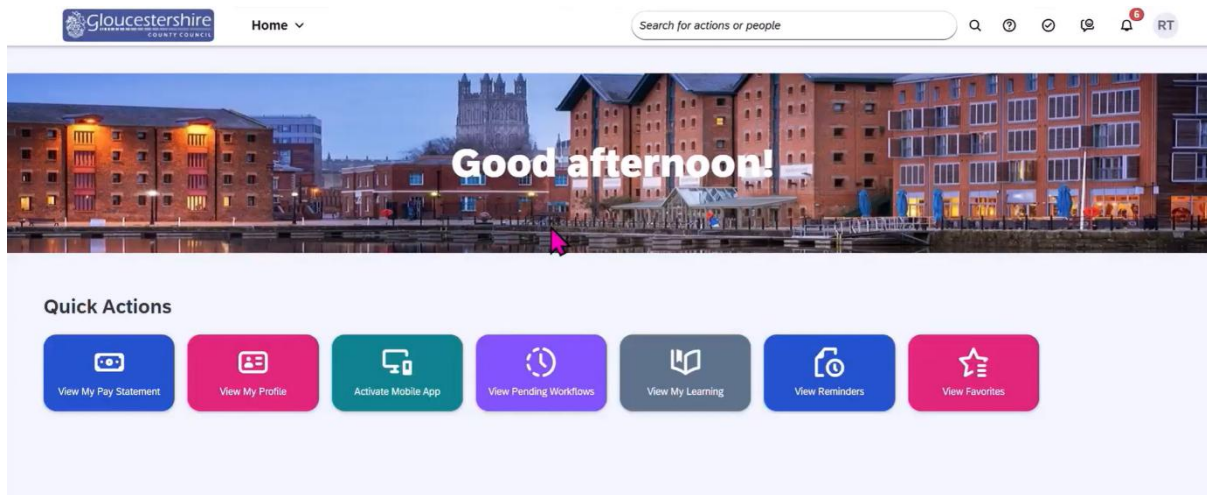 Gloucestershire
COUNTY COUNCIL
Home
Search for actions or people
6
RT
Good afternoon!
Quick Actions
View My Pay Statement
View My Profile
Activate Mobile App
View Pending Workflows
View My Learning
View Reminders
View Favorites